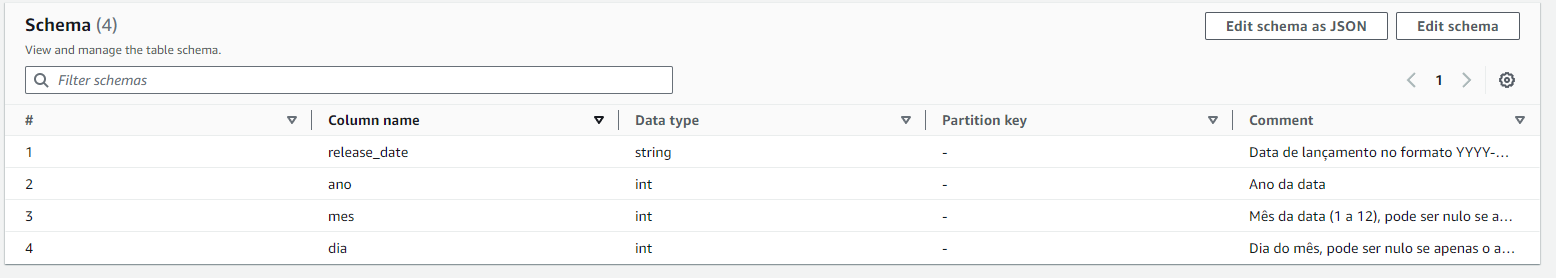 Schema (4)
Edit schema as JSON
Edit schema
View and manage the table schema.
Filter schemas
1
# Column name Data type Partition key Comment
1 release_date string - Data de lançamento no formato YYYY-...
2 ano int - Ano da data
3 mes int - Mês da data (1 a 12), pode ser nulo se a...
4 dia int - Dia do mês, pode ser nulo se apenas o a...